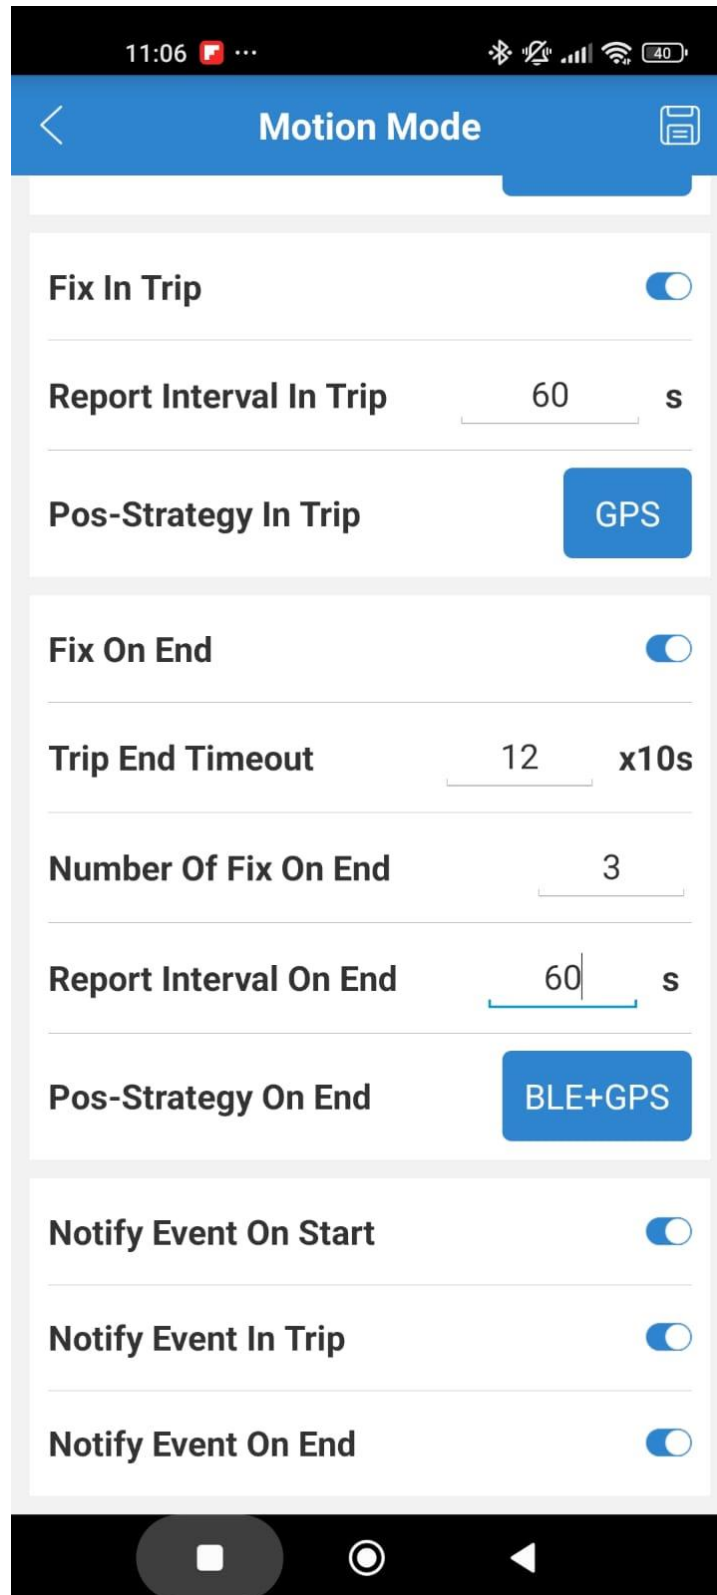 11:06
40
Motion Mode
Fix In Trip
Report Interval In Trip 60 s
Pos-Strategy In Trip GPS
Fix On End
Trip End Timeout 12 x10s
Number Of Fix On End 3
Report Interval On End 60 s
Pos-Strategy On End BLE+GPS
Notify Event On Start
Notify Event In Trip
Notify Event On End